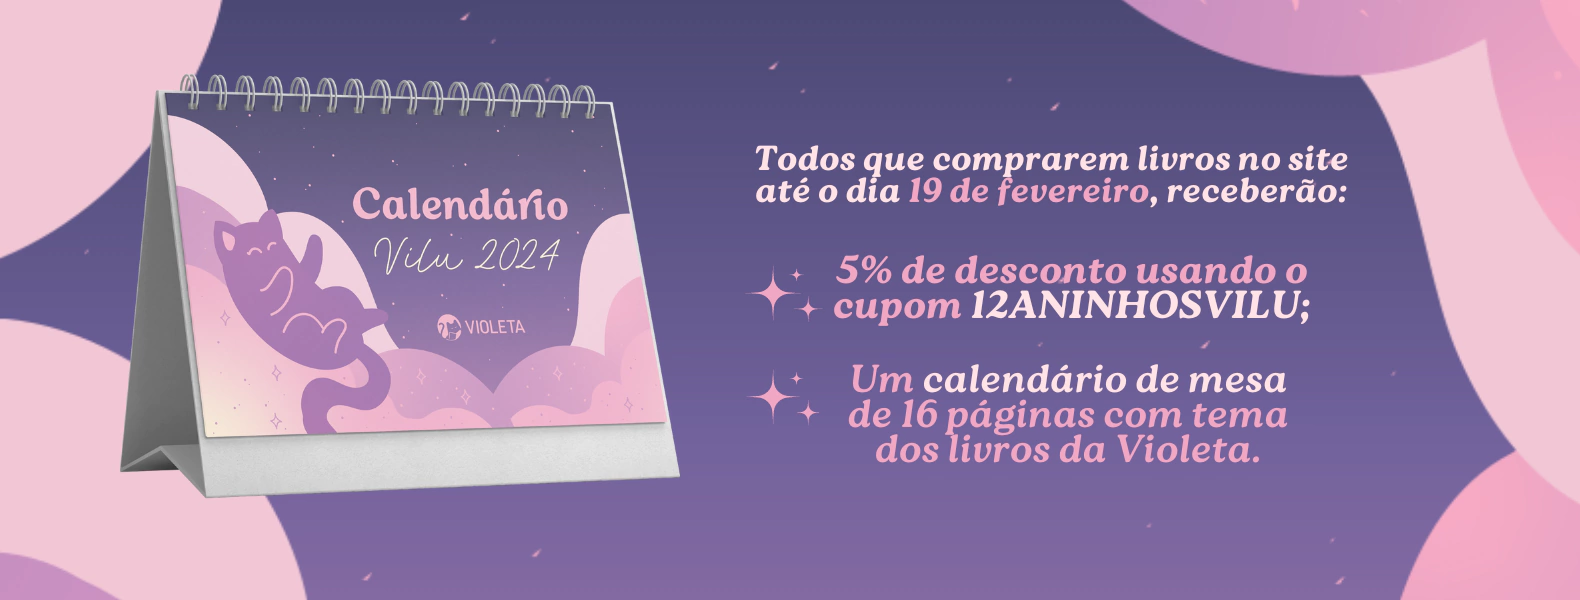 Calendário
Vilu 2024
VIOLETA
Todos que comprarem livros no site
até o dia 19 de fevereiro, receberão:
5% de desconto usando o
cupom 12ANINHOSVILU;
Um calendário de mesa
de 16 páginas com tema
dos livros da Violeta.